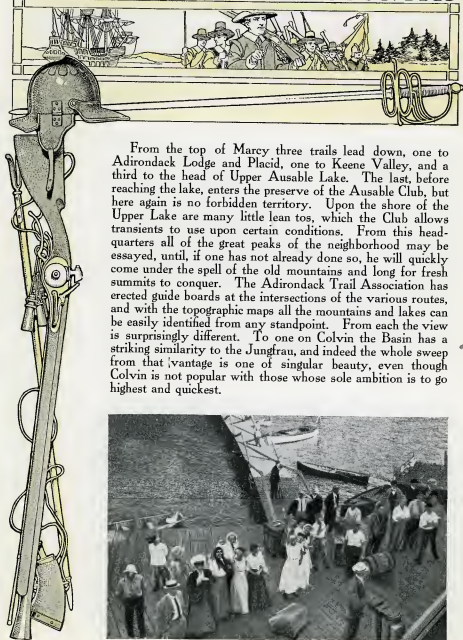 From the top of Marcy three trails lead down, one to
Adirondack Lodge and Placid, one to Keene Valley, and a
third to the head of Upper Ausable Lake. The last, before
reaching the lake, enters the preserve of the Ausable Club, but
here again is no forbidden territory. Upon the shore of the
Upper Lake are many little lean tos, which the Club allows
transients to use upon certain conditions. From this head-
quarters all of the great peaks of the neighborhood may be
essayed, until, if one has not already done so, he will quickly
come under the spell of the old mountains and long for fresh
summits to conquer. The Adirondack Trail Association has
erected guide boards at the intersections of the various routes,
and with the topographic maps all the mountains and lakes can
be easily identified from any standpoint. From each the view
is surprisingly different. To one on Colvin the Basin has a
striking similarity to the Jungfrau, and indeed the whole sweep
from that vantage is one of singular beauty, even though
Colvin is not popular with those whose sole ambition is to go
highest and quickest.